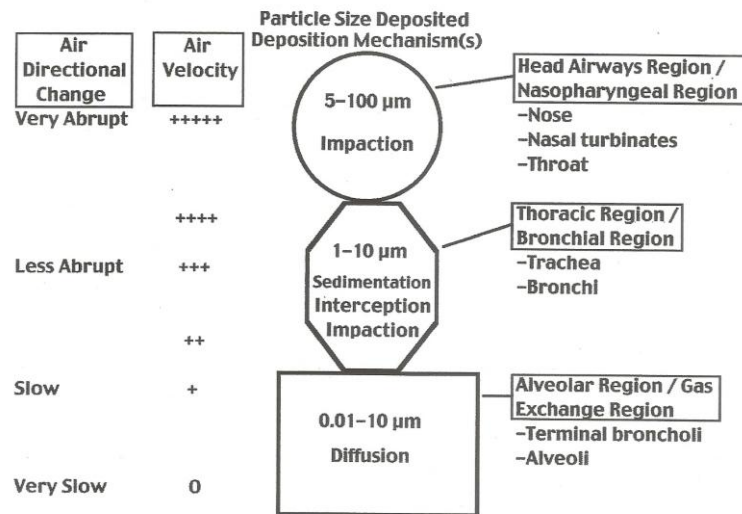 Particle Size Deposited
Deposition Mechanism(s)
Air
Directional
Change
Air
Velocity
Very Abrupt
+++++
++++
Less Abrupt
+++
++
Slow
+
Very Slow
0
5–100 µm
Impaction
1–10 µm
Sedimentation
Interception
Impaction
0.01–10 µm
Diffusion
Head Airways Region /
Nasopharyngeal Region
–Nose
–Nasal turbinates
–Throat
Thoracic Region /
Bronchial Region
–Trachea
–Bronchi
Alveolar Region / Gas
Exchange Region
–Terminal broncholi
–Alveoli